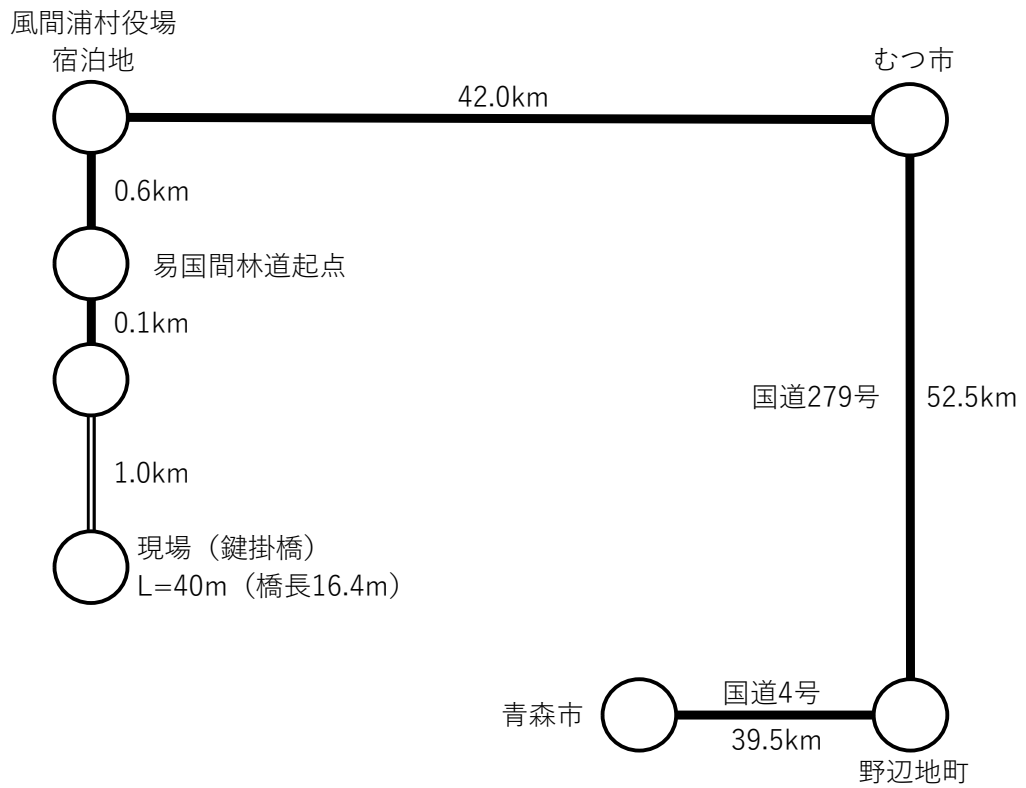 風間浦村役場
宿泊地
むつ市
42.0km
0.6km
易国間林道起点
0.1km
国道279号
52.5km
1.0km
現場（鍵掛橋）
L=40m（橋長16.4m）
青森市
国道4号
39.5km
野辺地町